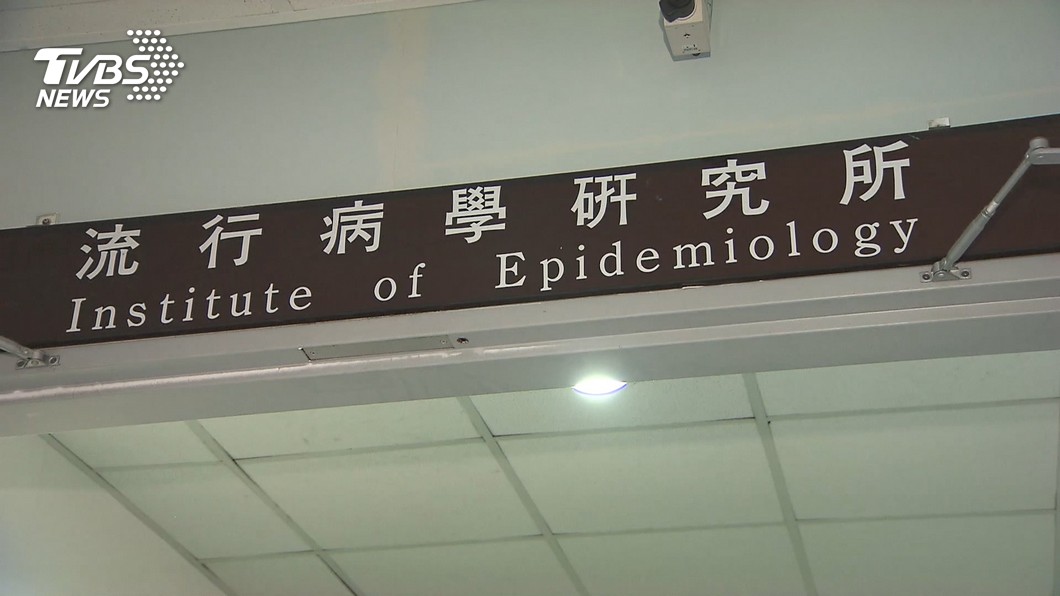 TVBS
NEWS
流行病學研究所
Institute of Epidemiology